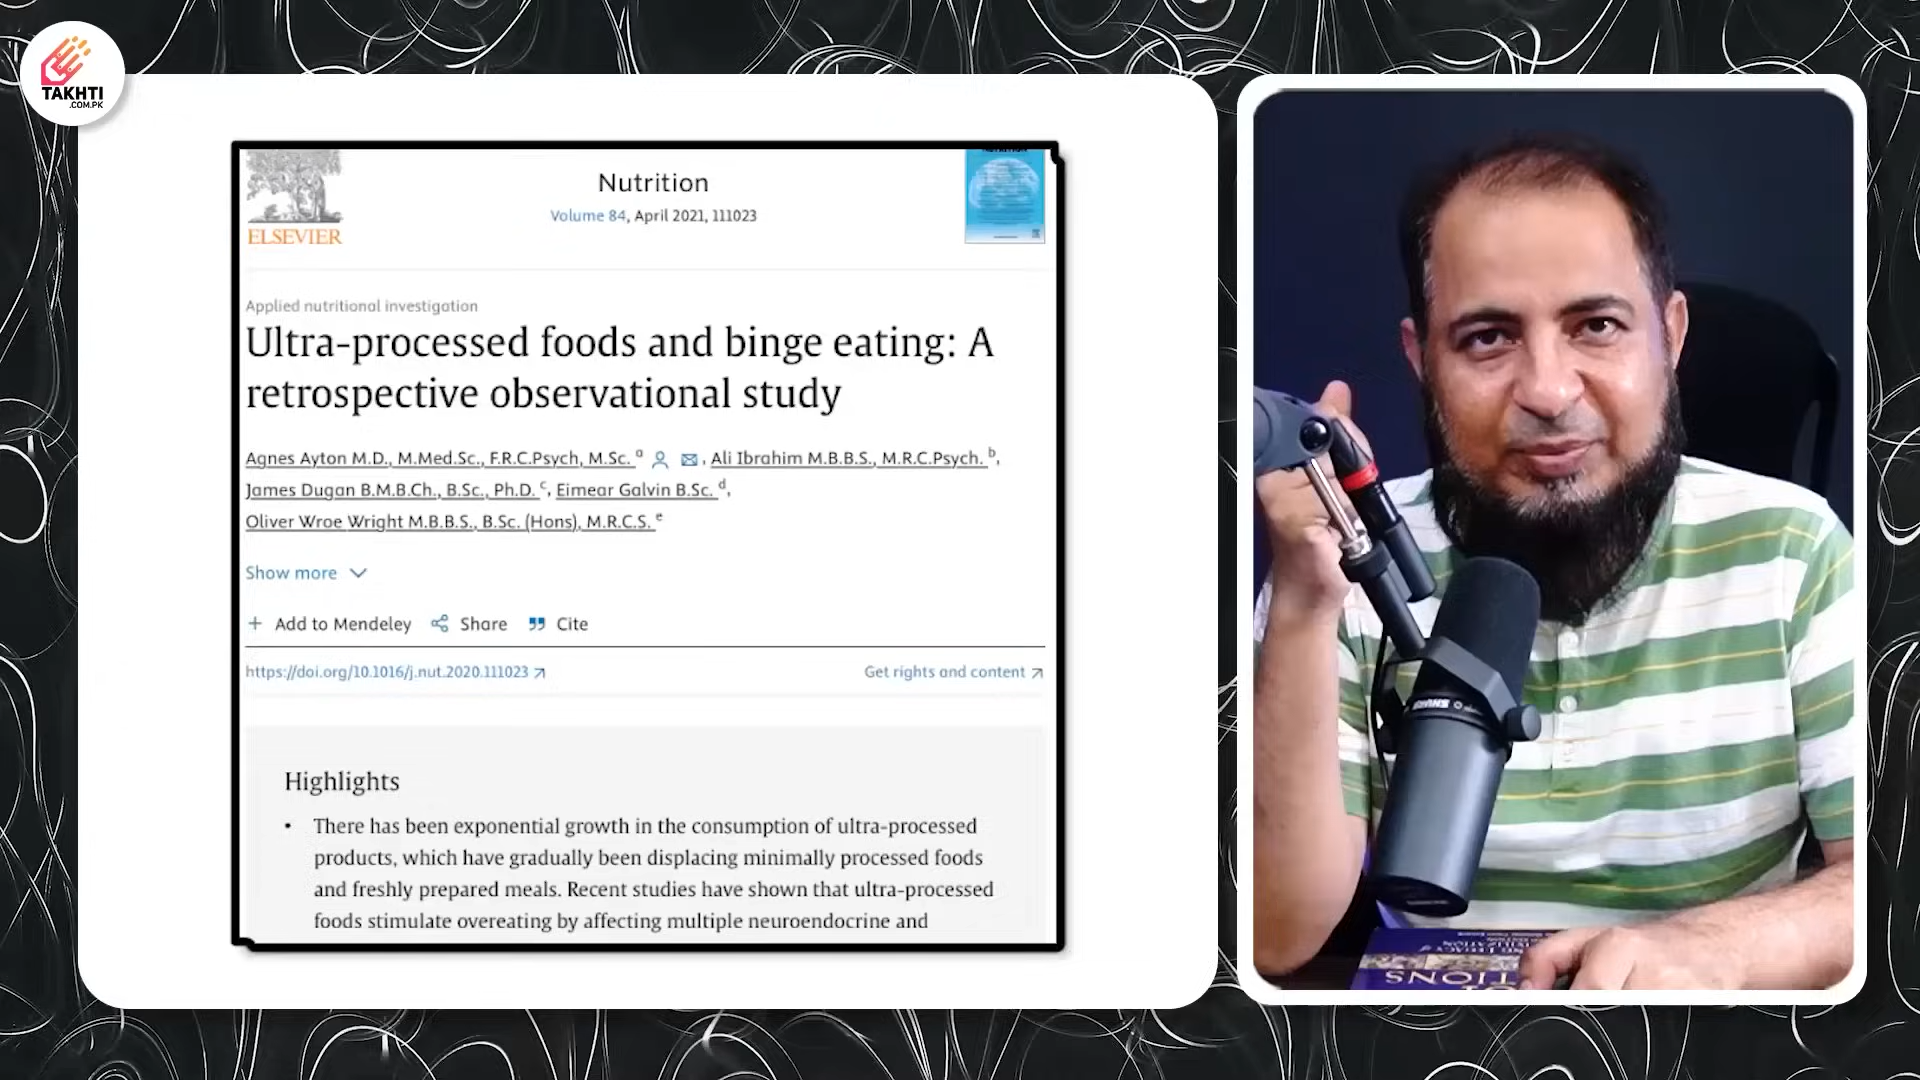 TAKHTI
.COM.PK
ELSEVIER
Nutrition
Volume 84, April 2021, 111023
Applied nutritional investigation
Ultra-processed foods and binge eating: A
retrospective observational study
Agnes Ayton M.D., M.Med.Sc., F.R.C.Psych, M.Sc. a, Ali Ibrahim M.B.B.S., M.R.C.Psych. b,
James Dugan B.M.B.Ch., B.Sc., Ph.D. c, Eimear Galvin B.Sc. d,
Oliver Wroe Wright M.B.B.S., B.Sc. (Hons), M.R.C.S. e
Show more
+ Add to Mendeley Share Cite
https://doi.org/10.1016/j.nut.2020.111023 Get rights and content
Highlights
• There has been exponential growth in the consumption of ultra-processed
products, which have gradually been displacing minimally processed foods
and freshly prepared meals. Recent studies have shown that ultra-processed
foods stimulate overeating by affecting multiple neuroendocrine and
SHURE